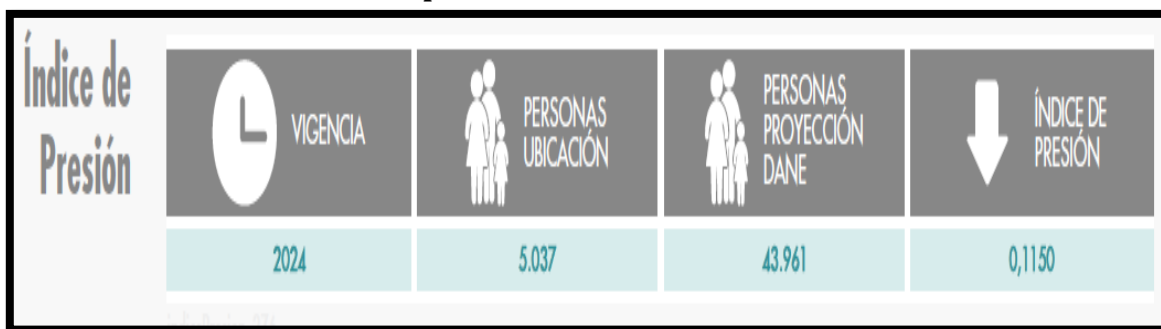 Índice de
Presión
VIGENCIA
PERSONAS
UBICACIÓN
PERSONAS
PROYECCIÓN
DANE
ÍNDICE DE
PRESIÓN
2024
5.037
43.961
0,1150